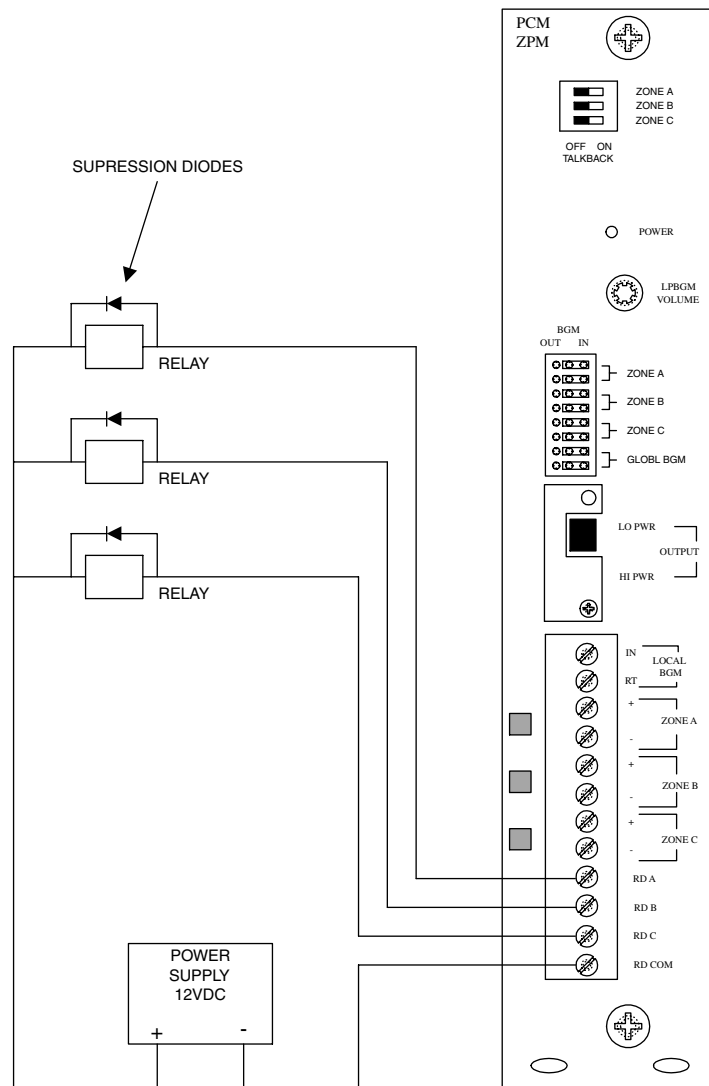 PCM
ZPM
ZONE A
ZONE B
ZONE C
OFF ON
TALKBACK
SUPRESSION DIODES
POWER
LPBGM
VOLUME
BGM
OUT IN
ZONE A
ZONE B
ZONE C
GLOBL BGM
RELAY
RELAY
RELAY
LO PWR
OUTPUT
HI PWR
IN
LOCAL
BGM
RT
+
ZONE A
-
+
ZONE B
-
+
ZONE C
-
RD A
RD B
RD C
RD COM
POWER
SUPPLY
12VDC
+ -